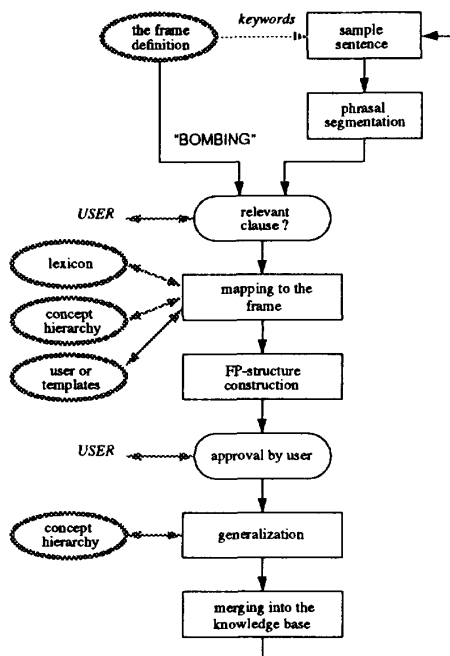 the frame
definition
keywords
sample
sentence
phrasal
segmentation
"BOMBING"
USER
relevant
clause ?
lexicon
mapping to the
frame
concept
hierarchy
user or
templates
FP-structure
construction
USER
approval by user
concept
hierarchy
generalization
merging into the
knowledge base